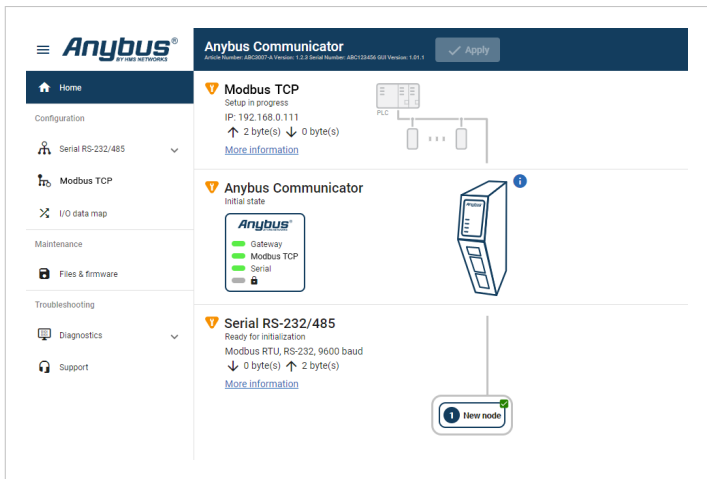 Anybus®
BY HMS NETWORKS
Anybus Communicator
Article Number: ABC3007-A Version: 1.2.3 Serial Number: ABC123456 GUI Version: 1.01.1
Apply
Home
Configuration
Serial RS-232/485
Modbus TCP
I/O data map
Maintenance
Files & firmware
Troubleshooting
Diagnostics
Support
Modbus TCP
Setup in progress
IP: 192.168.0.111
2 byte(s) 0 byte(s)
More information
PLC
Anybus Communicator
Initial state
Anybus®
Gateway
Modbus TCP
Serial
Anybus
Serial RS-232/485
Ready for initialization
Modbus RTU, RS-232, 9600 baud
0 byte(s) 2 byte(s)
More information
1 New node